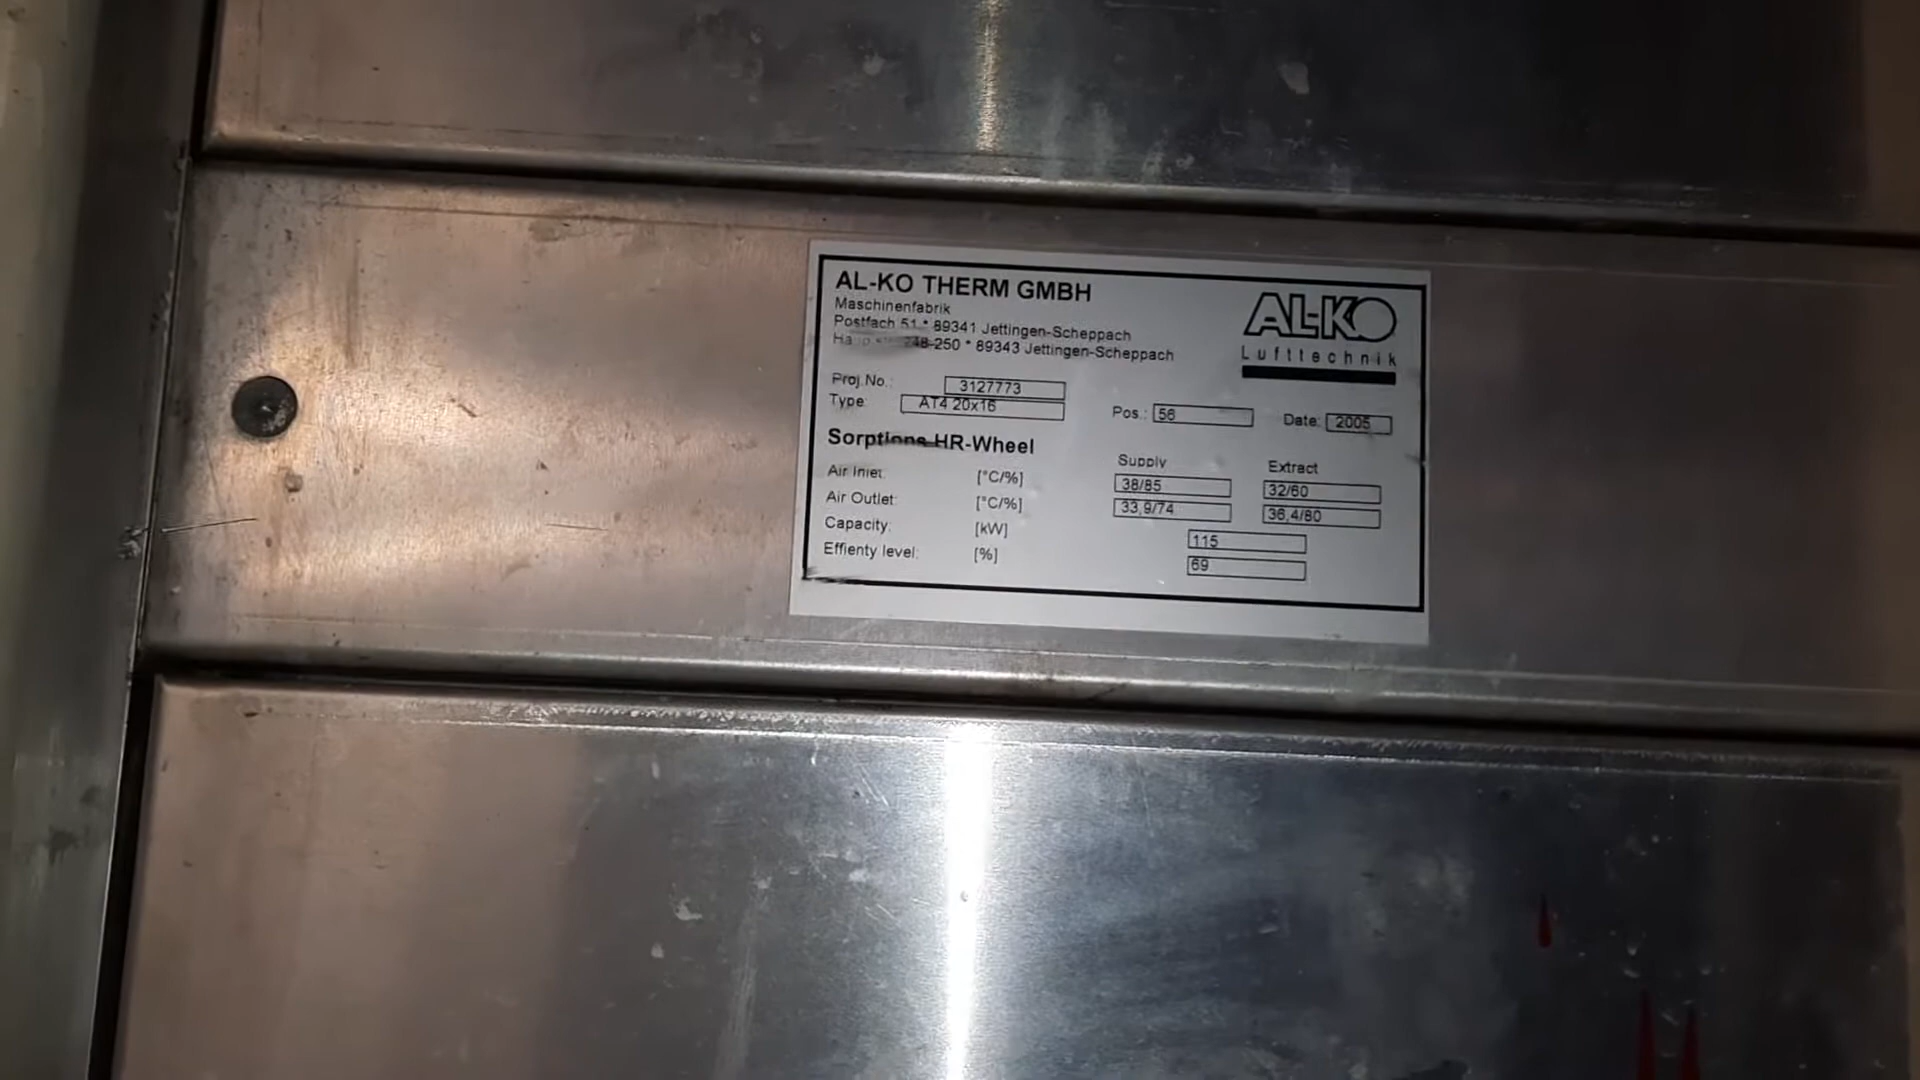 AL-KO THERM GMBH
Maschinenfabrik
Postfach 51 * 89341 Jettingen-Scheppach
248-250 * 89343 Jettingen-Scheppach
AL-KO
Lufttechnik
Proj.No.: 3127773
Type: AT4 20x16 Pos.: 56 Date: 2005
Sorptions-HR-Wheel
Supply Extract
Air Inlet: [°C/%] 38/85 32/60
Air Outlet: [°C/%] 33,9/74 36,4/80
Capacity: [kW] 115
Effienty level: [%] 69